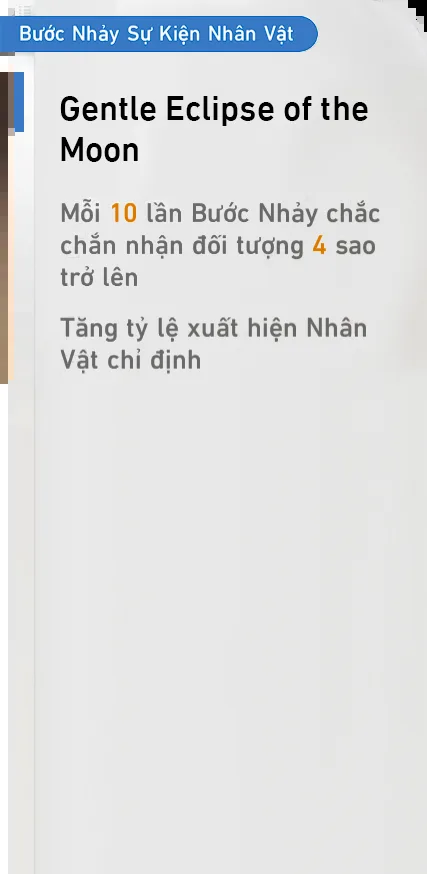 Bước Nhảy Sự Kiện Nhân Vật
Gentle Eclipse of the
Moon
Mỗi 10 lần Bước Nhảy chắc
chắn nhận đối tượng 4 sao
trở lên
Tăng tỷ lệ xuất hiện Nhân
Vật chỉ định